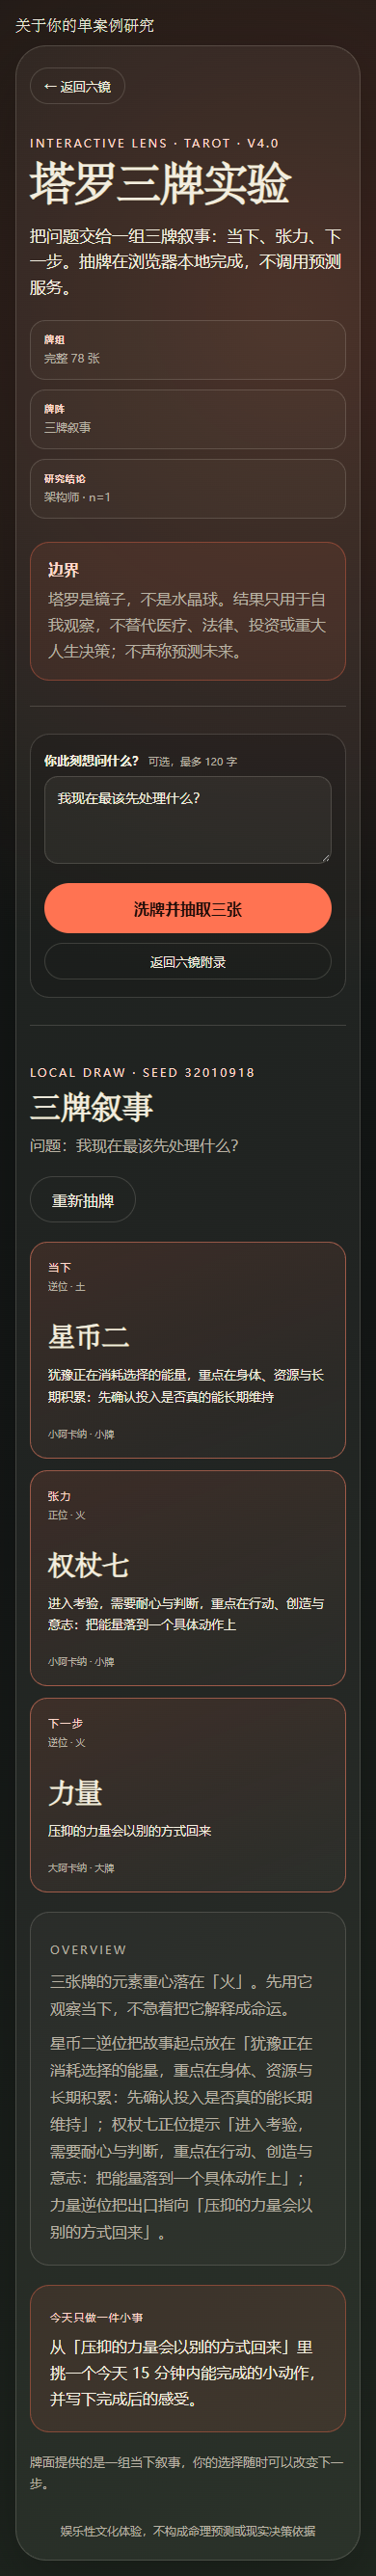 关于你的单案例研究
← 返回六镜
INTERACTIVE LENS · TAROT · V4.0
塔罗三牌实验
把问题交给一组三牌叙事：当下、张力、下
一步。抽牌在浏览器本地完成，不调用预测
服务。
牌组
完整 78 张
牌阵
三牌叙事
研究结论
架构师 · n=1
边界
塔罗是镜子，不是水晶球。结果只用于自
我观察，不替代医疗、法律、投资或重大
人生决策；不声称预测未来。
你此刻想问什么？ 可选，最多 120 字
我现在最该先处理什么？
洗牌并抽取三张
返回六镜附录
LOCAL DRAW · SEED 32010918
三牌叙事
问题：我现在最该先处理什么？
重新抽牌
当下
逆位 · 土
星币二
犹豫正在消耗选择的能量，重点在身体、资源与长
期积累：先确认投入是否真的能长期维持
小阿卡纳 · 小牌
张力
正位 · 火
权杖七
进入考验，需要耐心与判断，重点在行动、创造与
意志：把能量落到一个具体动作上
小阿卡纳 · 小牌
下一步
逆位 · 火
力量
压抑的力量会以别的方式回来
大阿卡纳 · 大牌
OVERVIEW
三张牌的元素重心落在「火」。先用它
观察当下，不急着把它解释成命运。
星币二逆位把故事起点放在「犹豫正在
消耗选择的能量，重点在身体、资源与
长期积累：先确认投入是否真的能长期
维持」；权杖七正位提示「进入考验，
需要耐心与判断，重点在行动、创造与
意志：把能量落到一个具体动作上」；
力量逆位把出口指向「压抑的力量会以
别的方式回来」。
今天只做一件小事
从「压抑的力量会以别的方式回来」里
挑一个今天 15 分钟内能完成的小动作，
并写下完成后的感受。
牌面提供的是一组当下叙事，你的选择随时可以改变下一
步。
娱乐性文化体验，不构成命理预测或现实决策依据